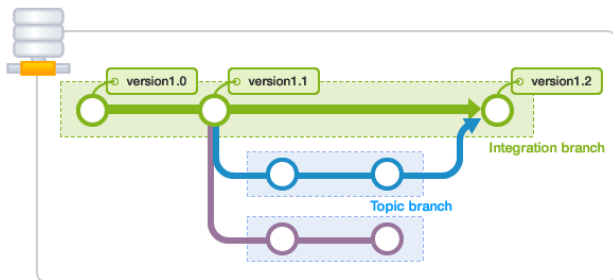 version1.0
version1.1
version1.2
Integration branch
Topic branch